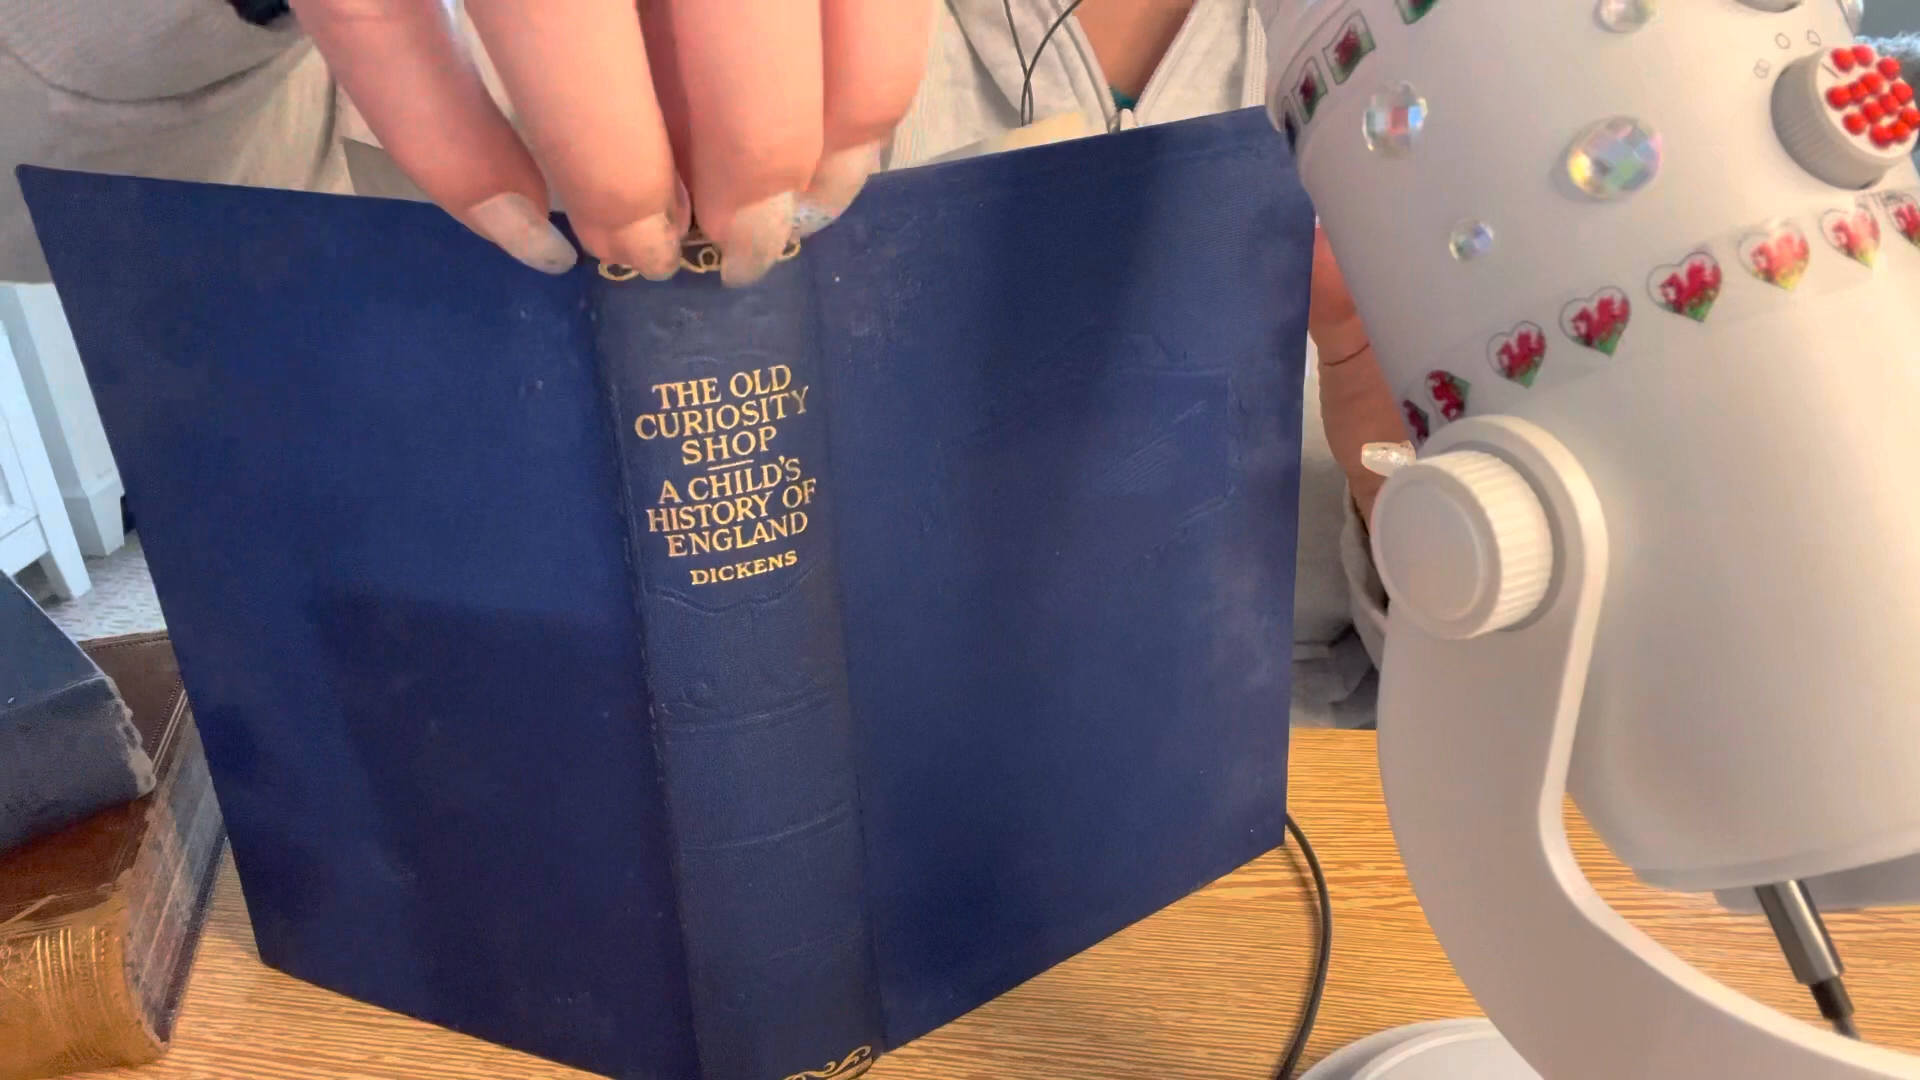 THE OLD
CURIOSITY
SHOP
A CHILD'S
HISTORY OF
ENGLAND
DICKENS